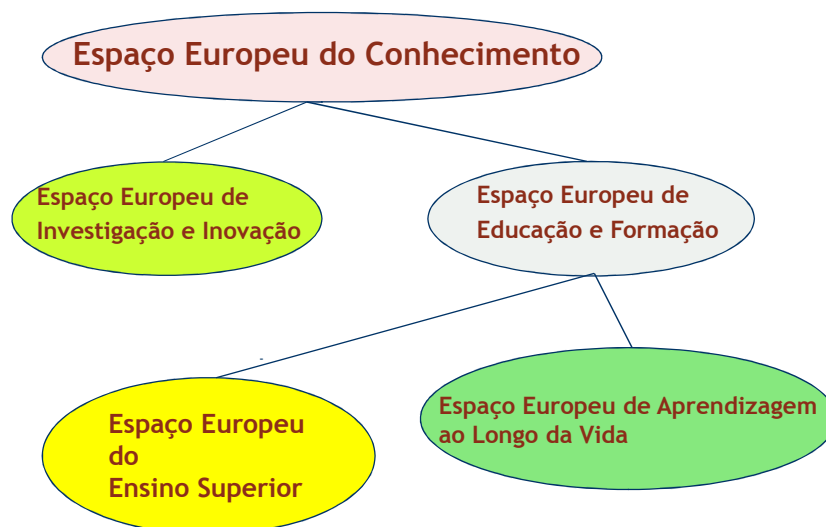 Espaço Europeu do Conhecimento
Espaço Europeu de
Investigação e Inovação
Espaço Europeu de
Educação e Formação
Espaço Europeu
do
Ensino Superior
Espaço Europeu de Aprendizagem
ao Longo da Vida